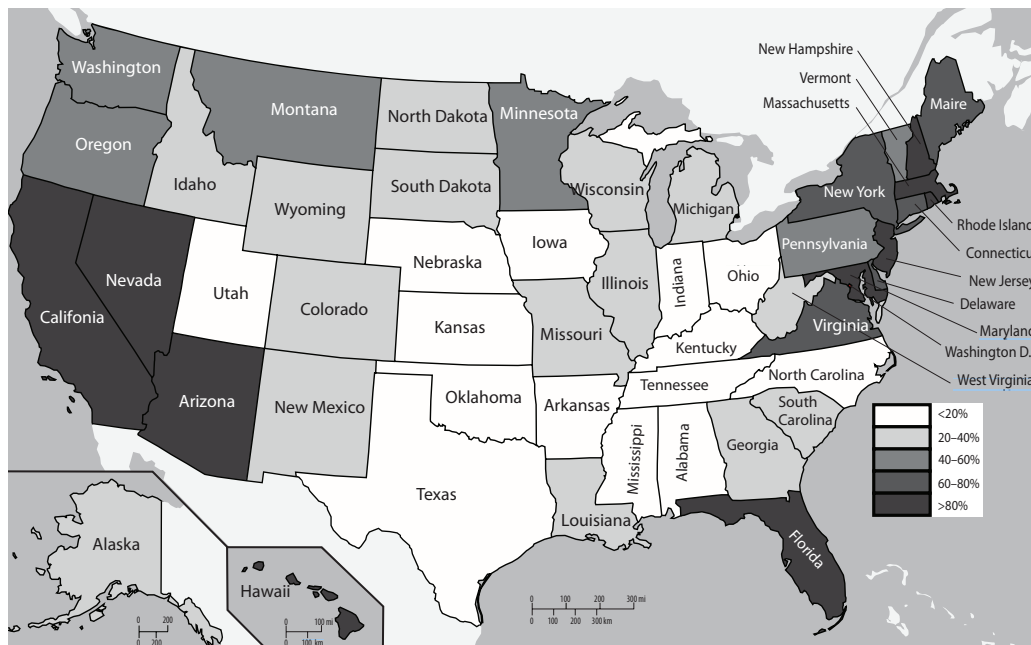 New Hampshire
Vermont
Massachusetts
Washington
Montana
North Dakota
Minnesota
Maire
Oregon
Idaho
South Dakota
Wisconsin
Michigan
New York
Wyoming
Rhode Island
Pennsylvania
Connecticu
Nevada
Utah
Nebraska
Iowa
Illinois
Indiana
Ohio
New Jersey
Califonia
Colorado
Kansas
Missouri
Kentucky
Virginia
Delaware
Maryland
Washington D.
West Virginia
Arizona
New Mexico
Oklahoma
Arkansas
Tennessee
North Carolina
South
Carolina
Mississippi
Alabama
Georgia
Texas
Louisiana
Florida
Alaska
Hawaii
<20%
20–40%
40–60%
60–80%
>80%
0 200
0 200
0 100 mi
0 100 km
0 100 200 300 mi
0 100 200 300 km